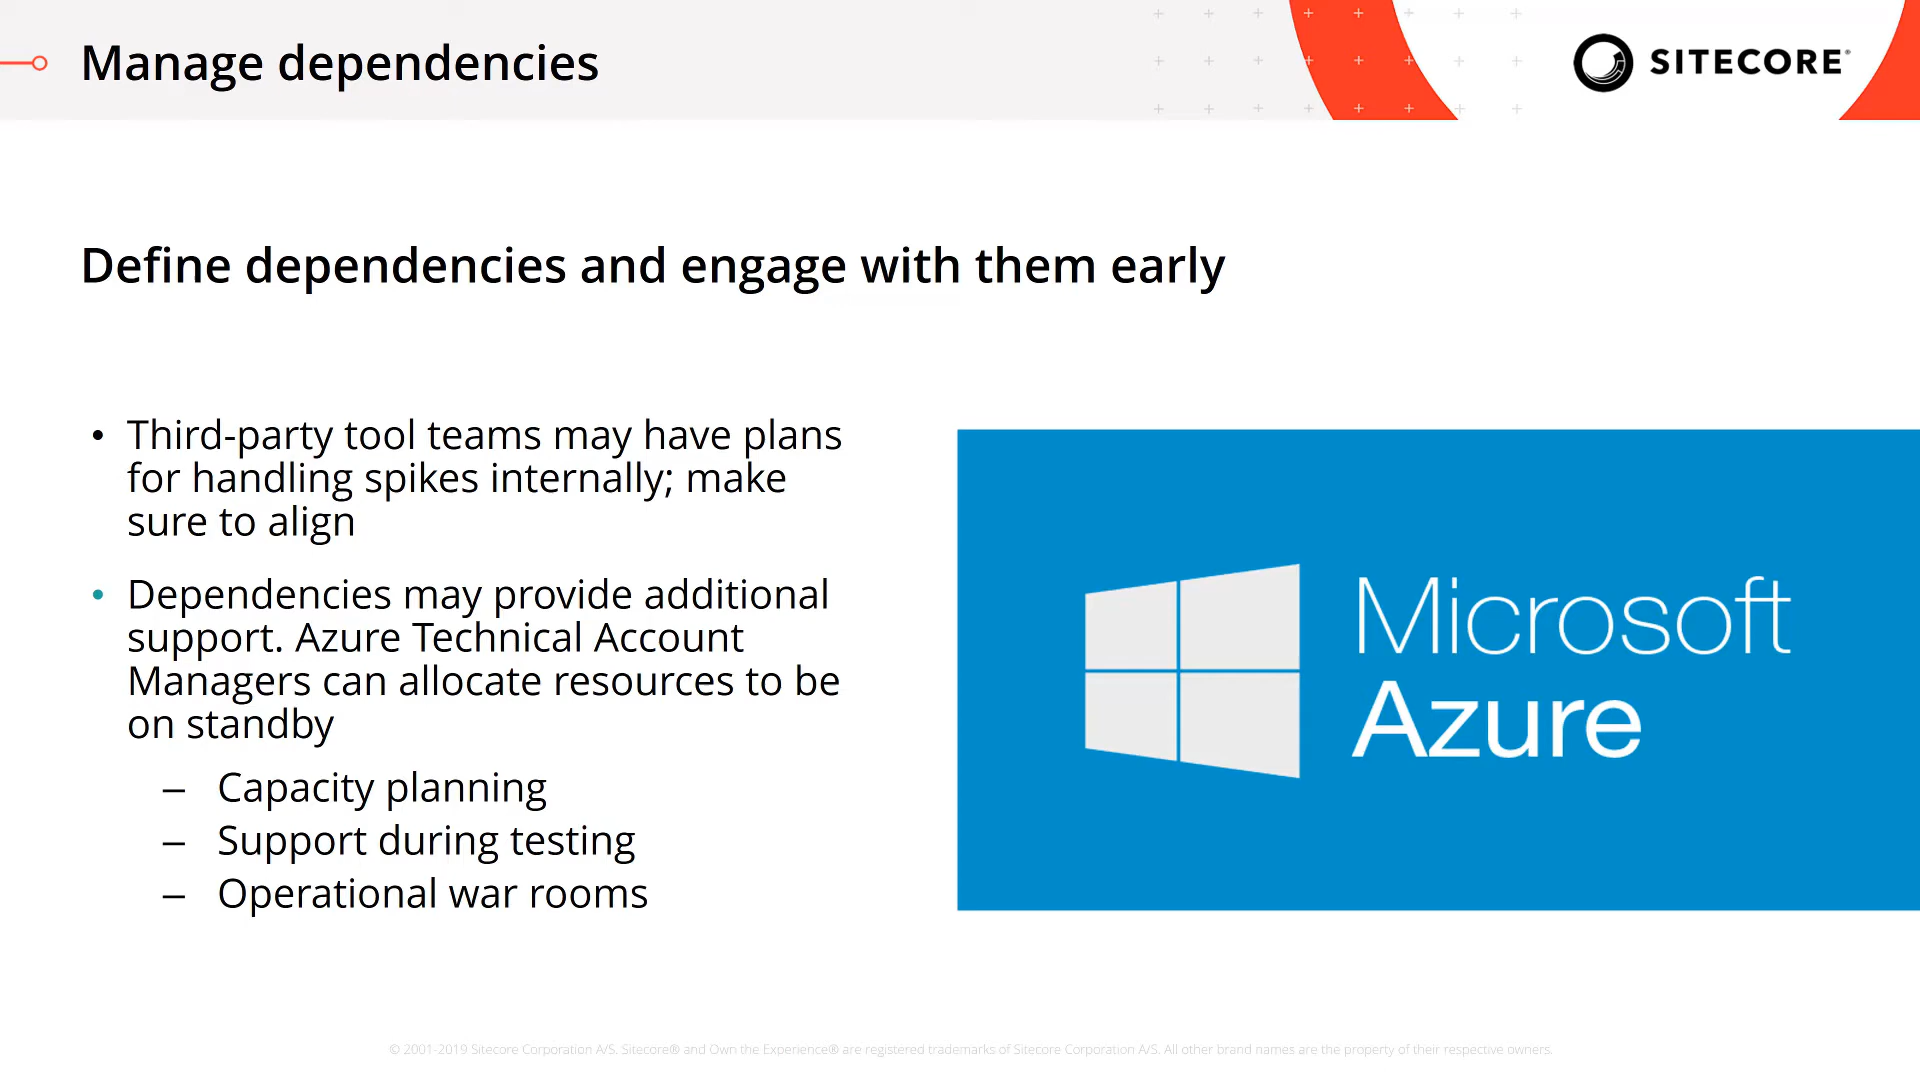 Manage dependencies
SITECORE®
Define dependencies and engage with them early
• Third-party tool teams may have plans
for handling spikes internally; make
sure to align
• Dependencies may provide additional
support. Azure Technical Account
Managers can allocate resources to be
on standby
– Capacity planning
– Support during testing
– Operational war rooms
Microsoft
Azure
© 2001-2019 Sitecore Corporation A/S. Sitecore® and Own the Experience® are registered trademarks of Sitecore Corporation A/S. All other brand names are the property of their respective owners.